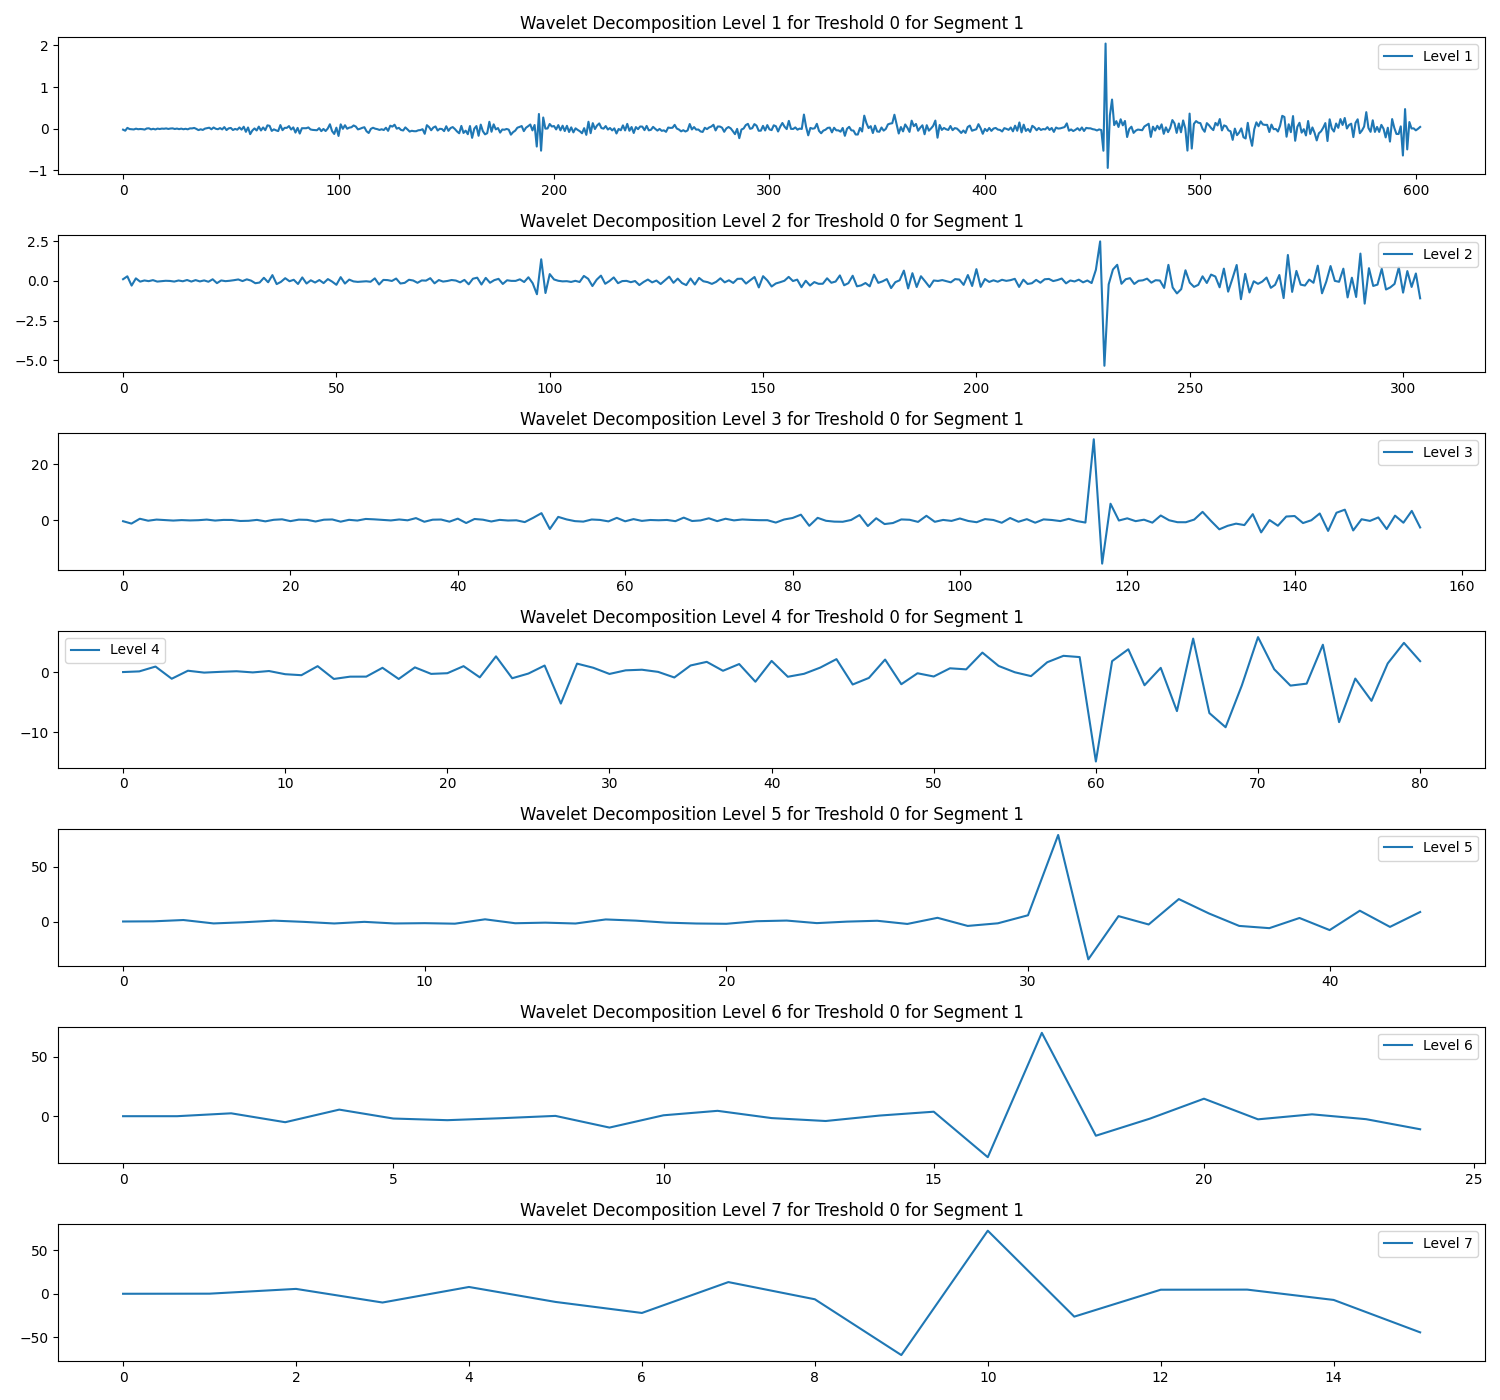 Wavelet Decomposition Level 1 for Treshold 0 for Segment 1
2
1
0
−1
Level 1
0 100 200 300 400 500 600
Wavelet Decomposition Level 2 for Treshold 0 for Segment 1
2.5
0.0
−2.5
−5.0
Level 2
0 50 100 150 200 250 300
Wavelet Decomposition Level 3 for Treshold 0 for Segment 1
20
0
Level 3
0 20 40 60 80 100 120 140 160
Wavelet Decomposition Level 4 for Treshold 0 for Segment 1
Level 4
0
−10
0 10 20 30 40 50 60 70 80
Wavelet Decomposition Level 5 for Treshold 0 for Segment 1
50
0
Level 5
0 10 20 30 40
Wavelet Decomposition Level 6 for Treshold 0 for Segment 1
50
0
Level 6
0 5 10 15 20 25
Wavelet Decomposition Level 7 for Treshold 0 for Segment 1
50
0
−50
Level 7
0 2 4 6 8 10 12 14